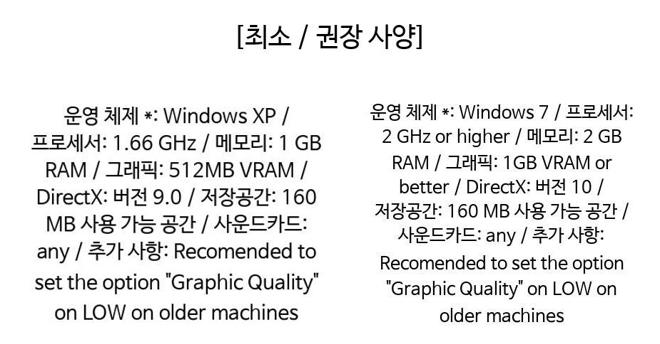 [최소 / 권장 사양]
운영 체제 *: Windows XP /
프로세서: 1.66 GHz / 메모리: 1 GB
RAM / 그래픽: 512MB VRAM /
DirectX: 버전 9.0 / 저장공간: 160
MB 사용 가능 공간 / 사운드카드:
any / 추가 사항: Recomended to
set the option "Graphic Quality"
on LOW on older machines
운영 체제 *: Windows 7 / 프로세서:
2 GHz or higher / 메모리: 2 GB
RAM / 그래픽: 1GB VRAM or
better / DirectX: 버전 10 /
저장공간: 160 MB 사용 가능 공간 /
사운드카드: any / 추가 사항:
Recomended to set the option
"Graphic Quality" on LOW on
older machines